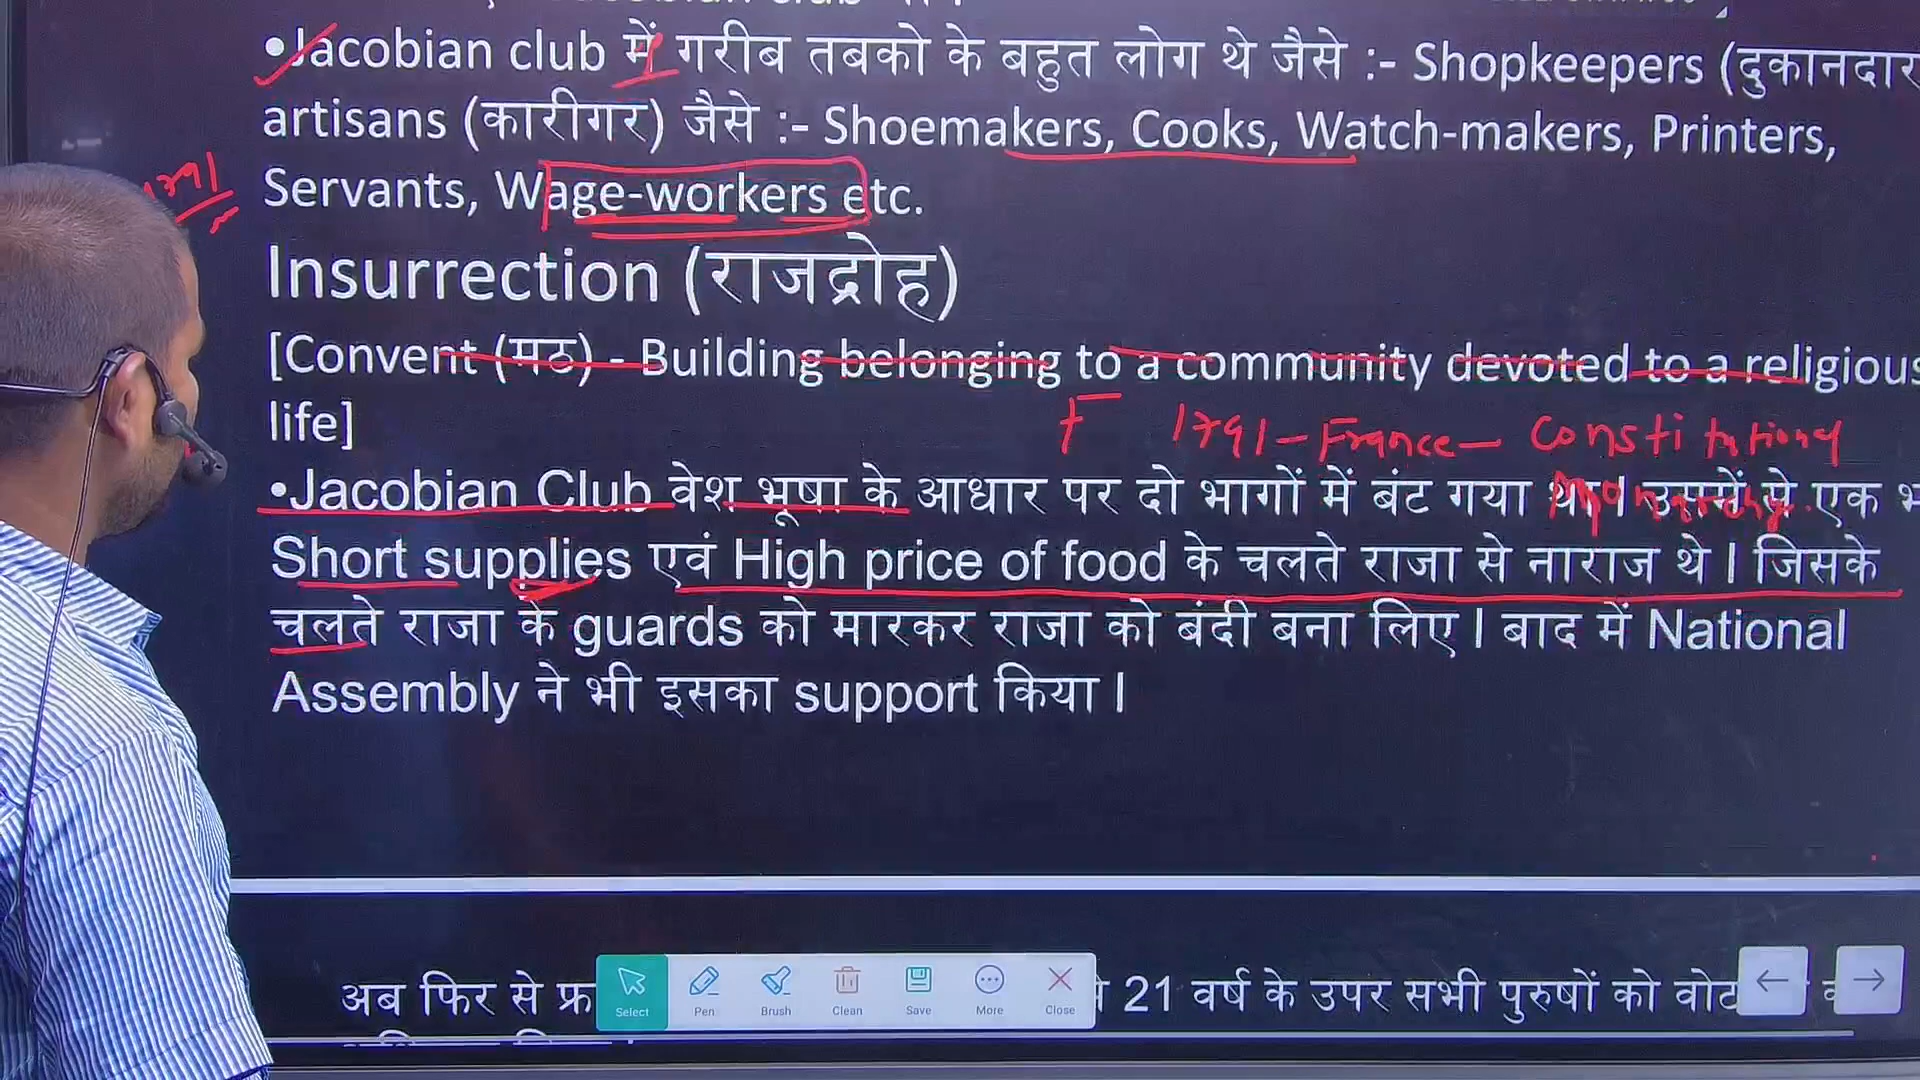 •Jacobian club में गरीब तबको के बहुत लोग थे जैसे :- Shopkeepers (दुकानदार
artisans (कारीगर) जैसे :- Shoemakers, Cooks, Watch-makers, Printers,
1791
Servants, Wage-workers etc.
Insurrection (राजद्रोह)
[Convent (मठ) - Building belonging to a community devoted to a religious
life]
1791 - France - Constitutional
Monarchy.
•Jacobian Club वेश भूषा के आधार पर दो भागों में बंट गया था। उसमें से एक
Short supplies एवं High price of food के चलते राजा से नाराज थे। जिसके
चलते राजा के guards को मारकर राजा को बंदी बना लिए। बाद में National
Assembly ने भी इसका support किया।
अब फिर से
21 वर्ष के उपर सभी पुरुषों को वोट
Select Pen Brush Clean Save More Close